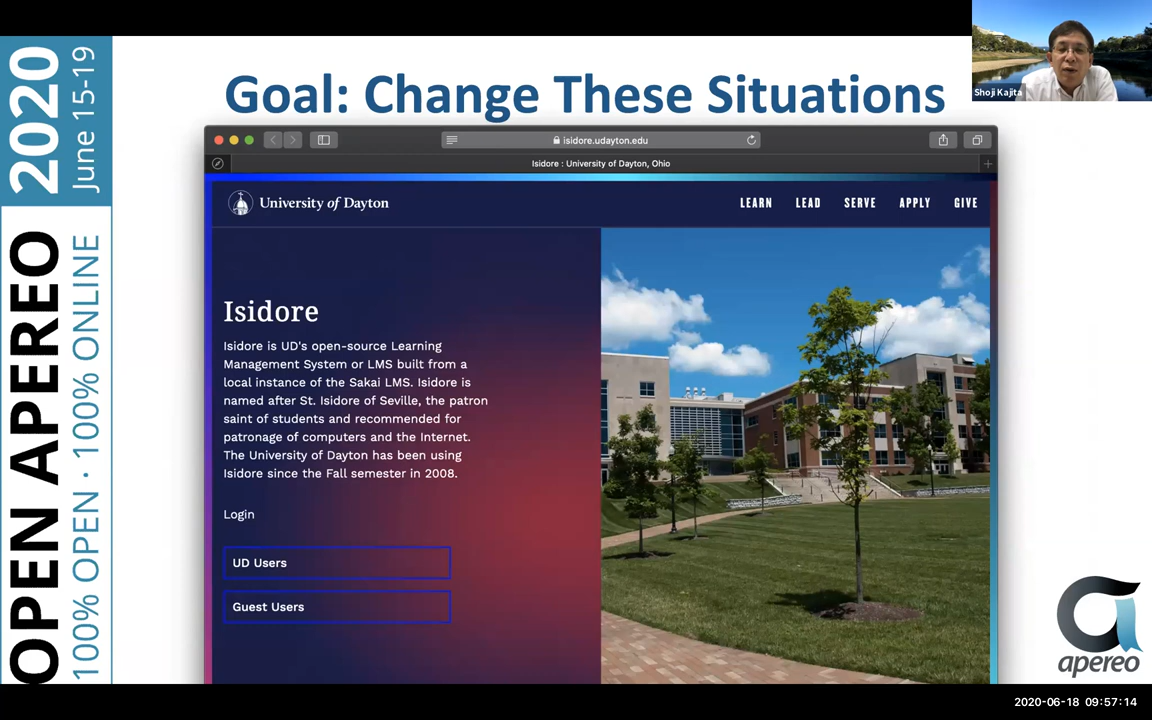 OPEN APEREO 2020
100% OPEN · 100% ONLINE June 15-19
Goal: Change These Situations
Shoji Kajita
isidore.udayton.edu
Isidore : University of Dayton, Ohio
University of Dayton
LEARN LEAD SERVE APPLY GIVE
Isidore
Isidore is UD's open-source Learning
Management System or LMS built from a
local instance of the Sakai LMS. Isidore is
named after St. Isidore of Seville, the patron
saint of students and recommended for
patronage of computers and the Internet.
The University of Dayton has been using
Isidore since the Fall semester in 2008.
Login
UD Users
Guest Users
apereo
2020-06-18 09:57:14